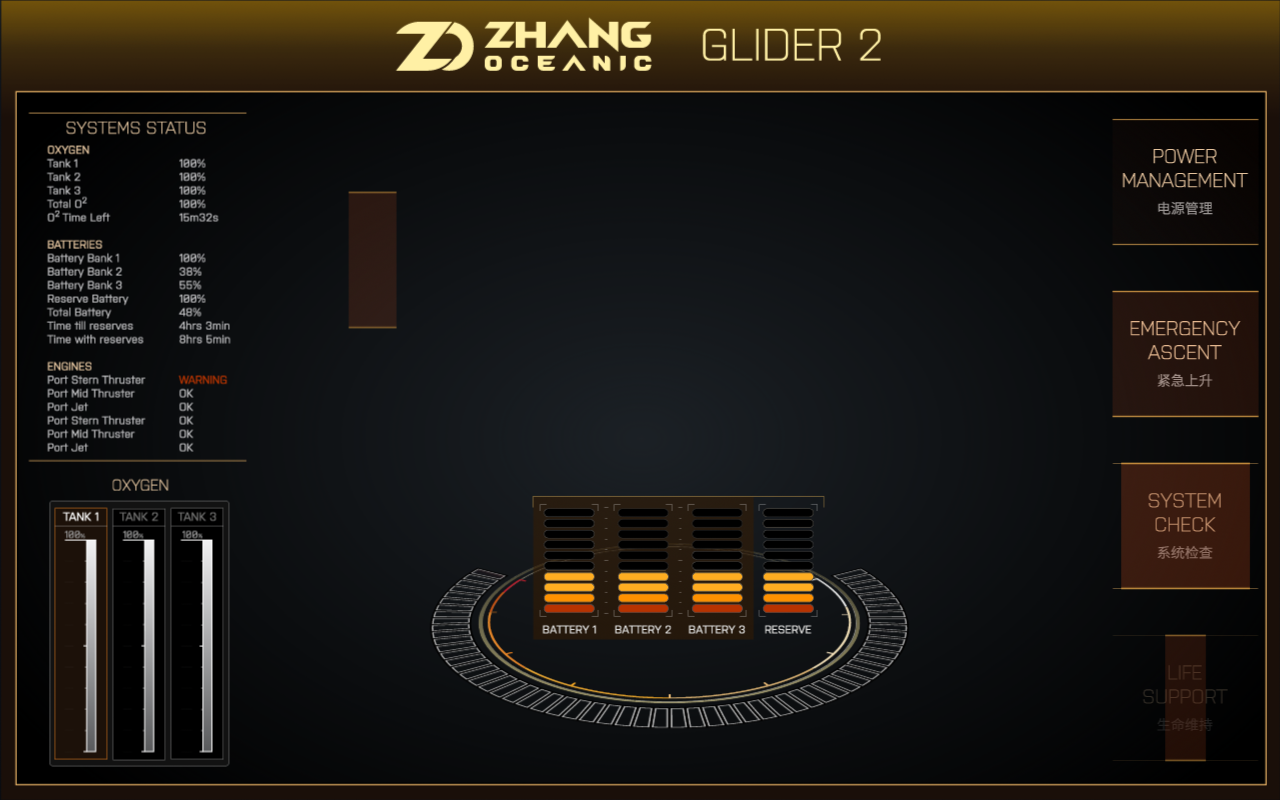 ZHANG
OCEANIC
GLIDER 2
SYSTEMS STATUS
OXYGEN
Tank 1 100%
Tank 2 100%
Tank 3 100%
Total O² 100%
O² Time Left 15m32s
BATTERIES
Battery Bank 1 100%
Battery Bank 2 38%
Battery Bank 3 55%
Reserve Battery 100%
Total Battery 48%
Time till reserves 4hrs 3min
Time with reserves 8hrs 5min
ENGINES
Port Stern Thruster WARNING
Port Mid Thruster OK
Port Jet OK
Port Stern Thruster OK
Port Mid Thruster OK
Port Jet OK
OXYGEN
TANK 1 TANK 2 TANK 3
100% 100% 100%
BATTERY 1 BATTERY 2 BATTERY 3 RESERVE
POWER
MANAGEMENT
电源管理
EMERGENCY
ASCENT
紧急上升
SYSTEM
CHECK
系统检查
LIFE
SUPPORT
生命维持